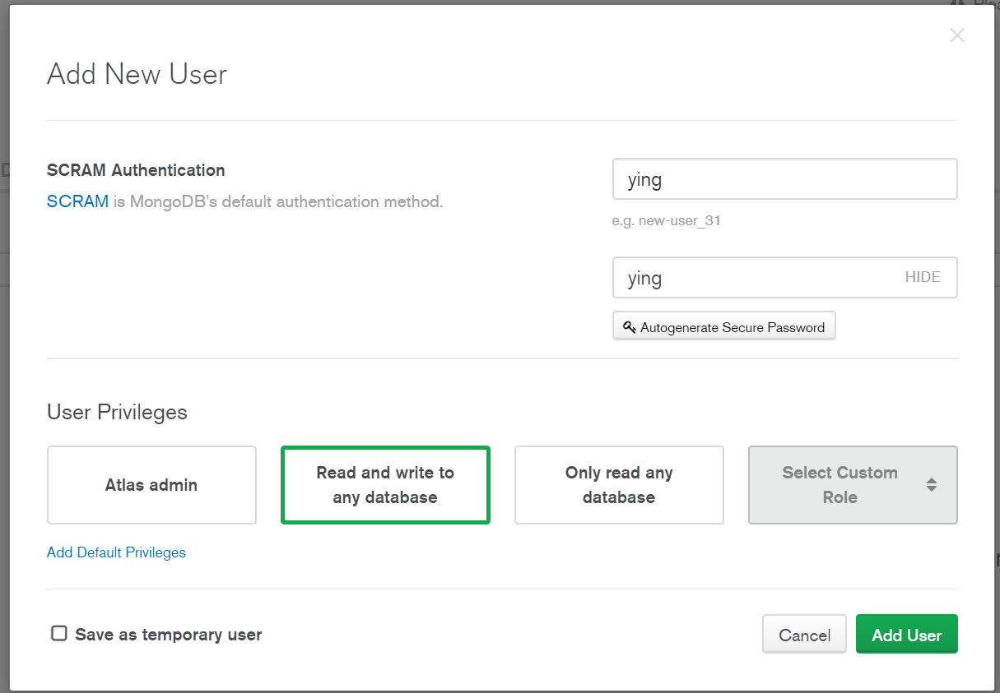 Add New User
SCRAM Authentication
SCRAM is MongoDB's default authentication method.
ying
e.g. new-user_31
ying
HIDE
Autogenerate Secure Password
User Privileges
Atlas admin
Read and write to
any database
Only read any
database
Select Custom
Role
Add Default Privileges
Save as temporary user
Cancel
Add User